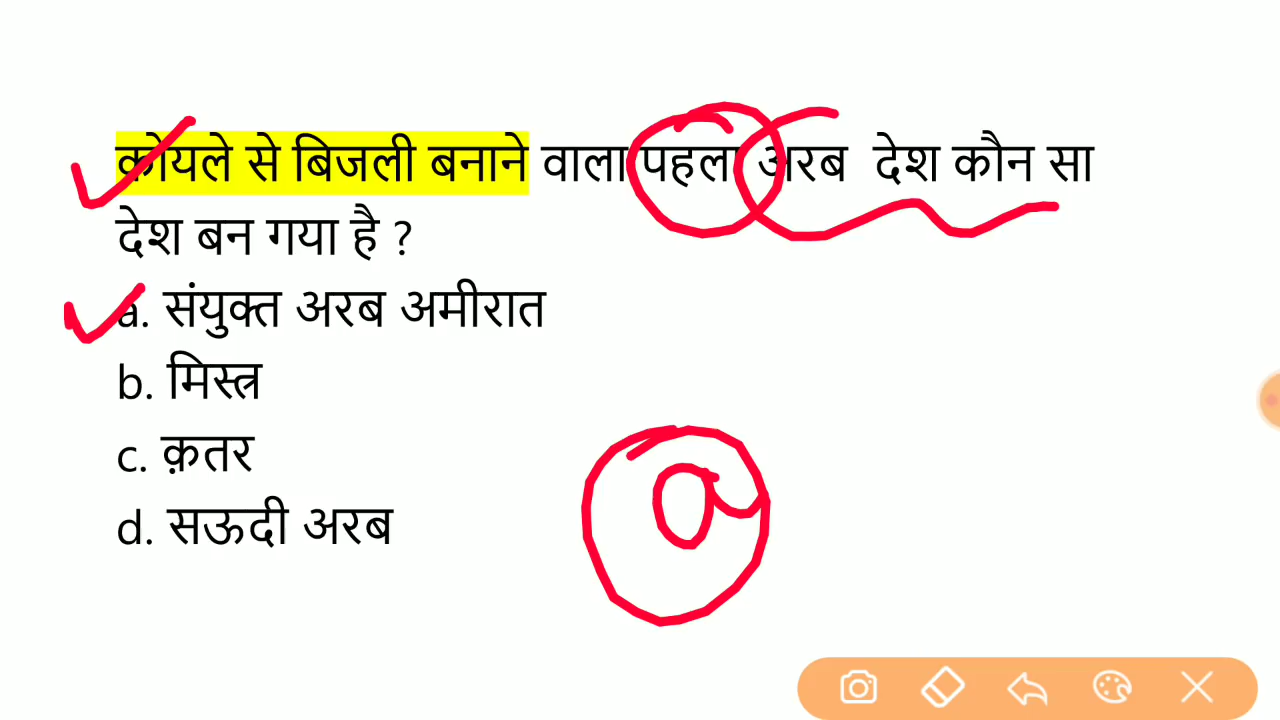 कोयले से बिजली बनाने वाला पहला अरब देश कौन सा
देश बन गया है ?
a. संयुक्त अरब अमीरात
b. मिस्त्र
c. क़तर
d. सऊदी अरब
a